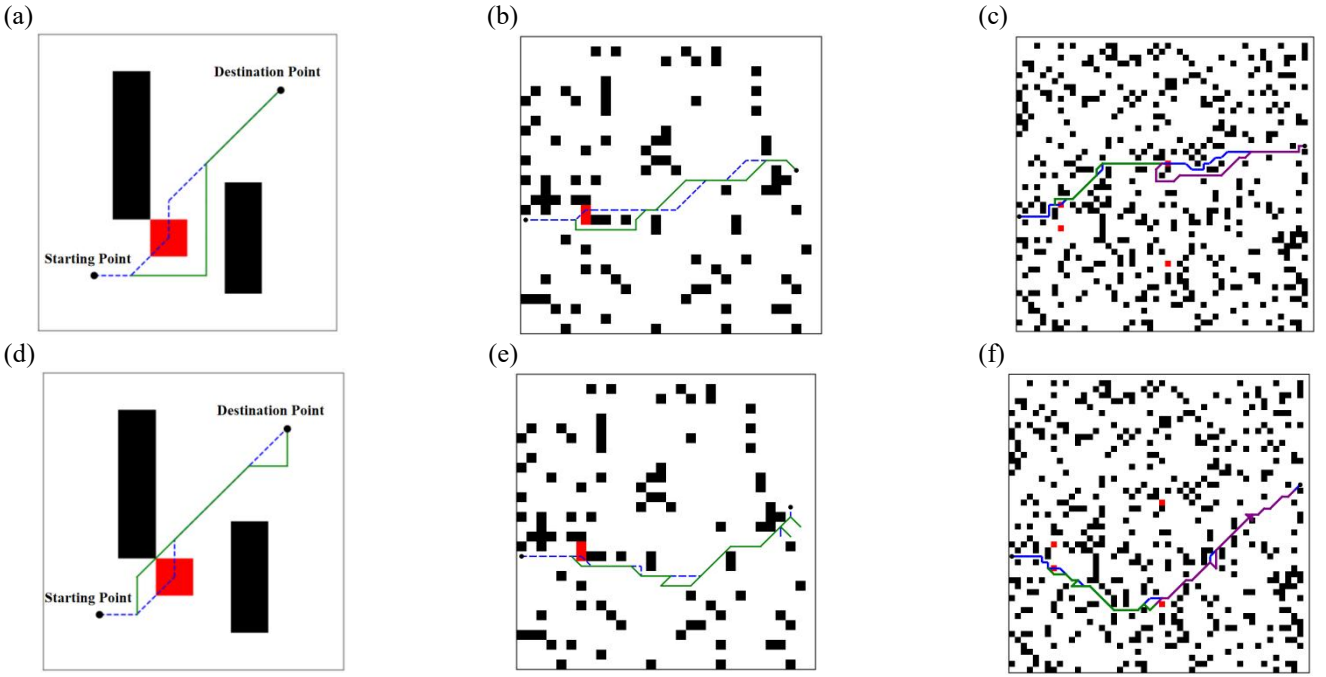 (a)
(b)
(c)
Destination Point
Starting Point
(d)
(e)
(f)
Destination Point
Starting Point